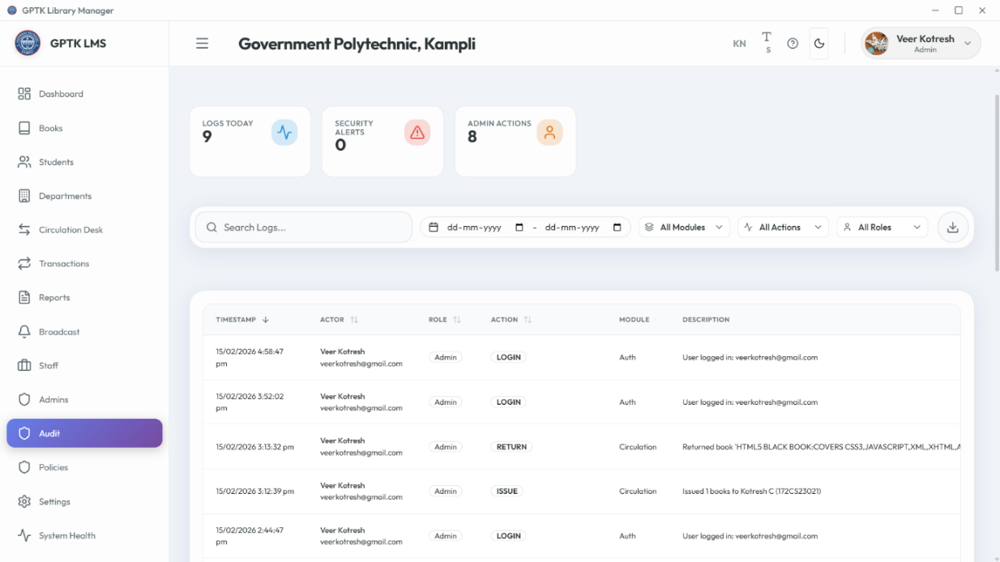 GPTK Library Manager
GPTK LMS
Government Polytechnic, Kampli
KN
T
S
Veer Kotresh
Admin
Dashboard
Books
Students
Departments
Circulation Desk
Transactions
Reports
Broadcast
Staff
Admins
Audit
Policies
Settings
System Health
LOGS TODAY
9
SECURITY
ALERTS
0
ADMIN ACTIONS
8
Search Logs...
dd-mm-yyyy - dd-mm-yyyy
All Modules
All Actions
All Roles
TIMESTAMP ACTOR ROLE ACTION MODULE DESCRIPTION
15/02/2026 4:58:47
pm
Veer Kotresh
veerkotresh@gmail.com
Admin LOGIN Auth User logged in: veerkotresh@gmail.com
15/02/2026 3:52:02
pm
Veer Kotresh
veerkotresh@gmail.com
Admin LOGIN Auth User logged in: veerkotresh@gmail.com
15/02/2026 3:13:32 pm
Veer Kotresh
veerkotresh@gmail.com
Admin RETURN Circulation Returned book 'HTML5 BLACK BOOK:COVERS CSS3,JAVASCRIPT,XML,XHTML,A
15/02/2026 3:12:39 pm
Veer Kotresh
veerkotresh@gmail.com
Admin ISSUE Circulation Issued 1 books to Kotresh C (172CS23021)
15/02/2026 2:44:47
pm
Veer Kotresh
veerkotresh@gmail.com
Admin LOGIN Auth User logged in: veerkotresh@gmail.com